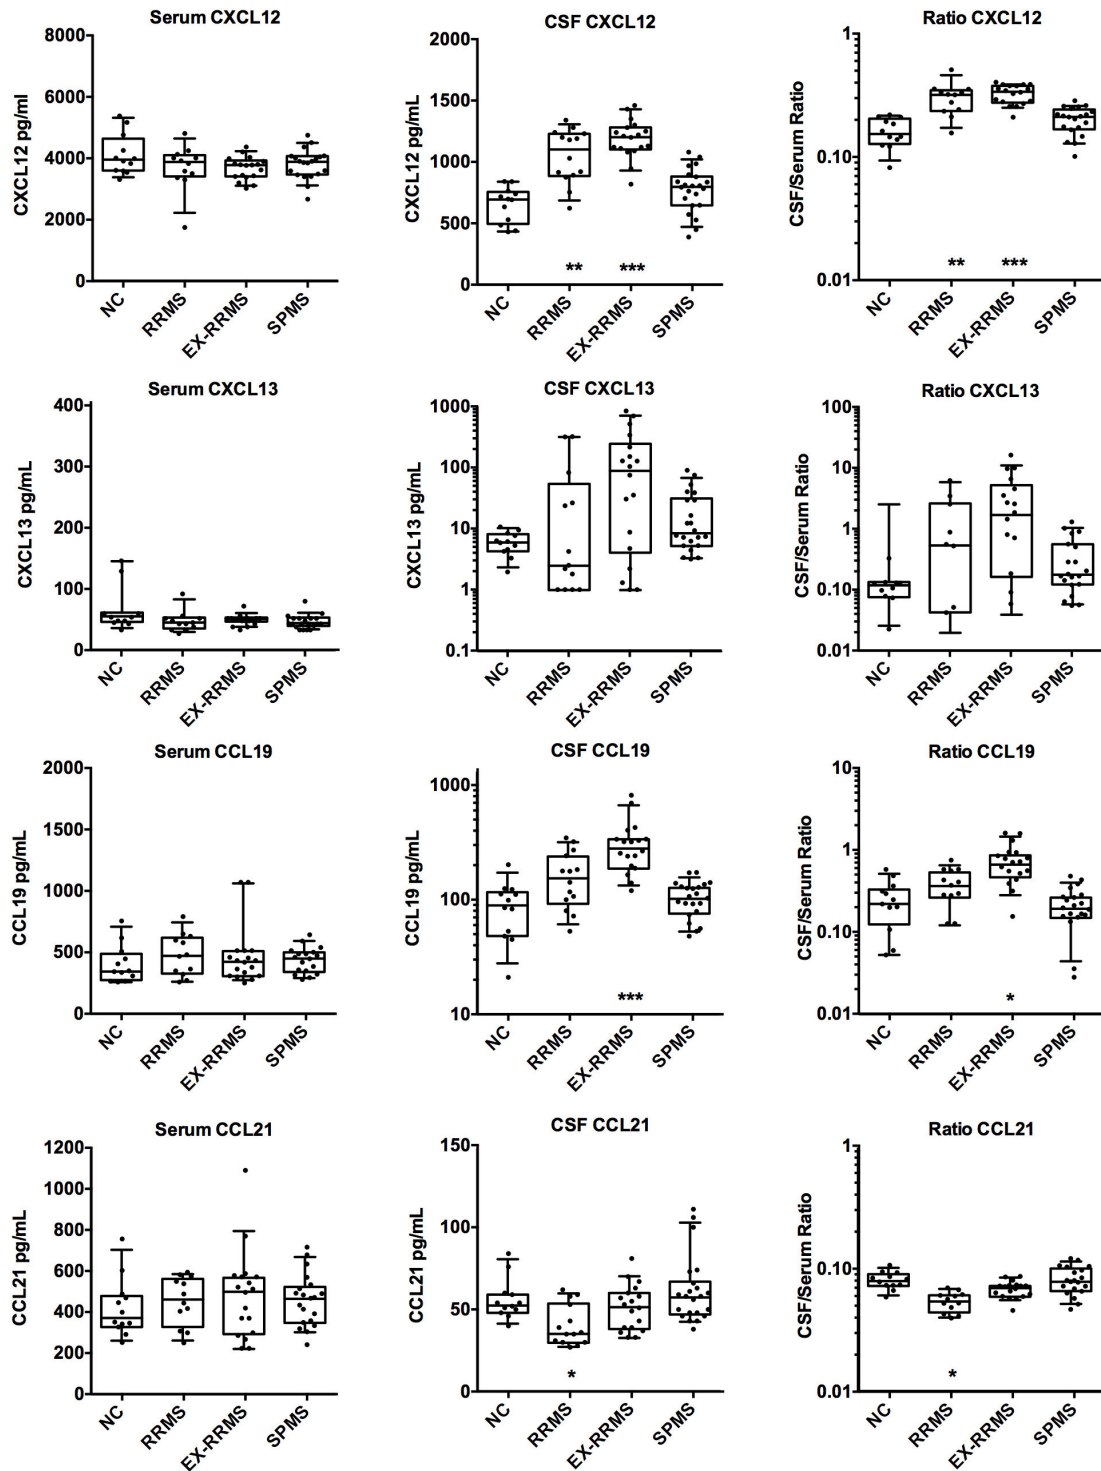 Serum CXCL12
CXCL12 pg/ml
8000
6000
4000
2000
0
NC
RRMS
EX-RRMS
SPMS
CSF CXCL12
CXCL12 pg/mL
2000
1500
1000
500
0
** ***
NC
RRMS
EX-RRMS
SPMS
Ratio CXCL12
CSF/Serum Ratio
1
0.10
0.01
** ***
NC
RRMS
EX-RRMS
SPMS
Serum CXCL13
CXCL13 pg/mL
400
300
200
100
0
NC
RRMS
EX-RRMS
SPMS
CSF CXCL13
CXCL13 pg/mL
1000
100
10
1
0.1
NC
RRMS
EX-RRMS
SPMS
Ratio CXCL13
CSF/Serum Ratio
100
10
1
0.10
0.01
NC
RRMS
EX-RRMS
SPMS
Serum CCL19
CCL19 pg/mL
2000
1500
1000
500
0
NC
RRMS
EX-RRMS
SPMS
CSF CCL19
CCL19 pg/mL
1000
100
10
***
NC
RRMS
EX-RRMS
SPMS
Ratio CCL19
CSF/Serum Ratio
10
1
0.10
0.01
*
NC
RRMS
EX-RRMS
SPMS
Serum CCL21
CCL21 pg/mL
1200
1000
800
600
400
200
0
NC
RRMS
EX-RRMS
SPMS
CSF CCL21
CCL21 pg/mL
150
100
50
0
*
NC
RRMS
EX-RRMS
SPMS
Ratio CCL21
CSF/Serum Ratio
1
0.10
0.01
*
NC
RRMS
EX-RRMS
SPMS